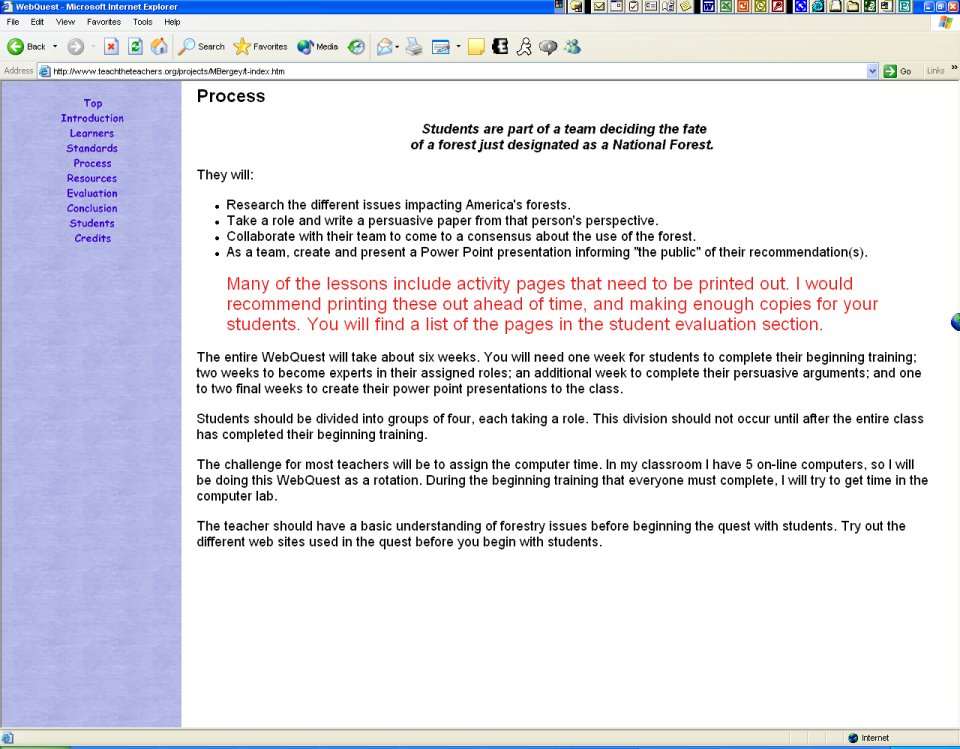 WebQuest - Microsoft Internet Explorer
File Edit View Favorites Tools Help
Back Search Favorites Media
Address http://www.teachtheteachers.org/projects/MBergey/t-index.htm Go Links »
Top
Introduction
Learners
Standards
Process
Resources
Evaluation
Conclusion
Students
Credits
Process
Students are part of a team deciding the fate
of a forest just designated as a National Forest.
They will:
• Research the different issues impacting America's forests.
• Take a role and write a persuasive paper from that person's perspective.
• Collaborate with their team to come to a consensus about the use of the forest.
• As a team, create and present a Power Point presentation informing "the public" of their recommendation(s).
Many of the lessons include activity pages that need to be printed out. I would
recommend printing these out ahead of time, and making enough copies for your
students. You will find a list of the pages in the student evaluation section.
The entire WebQuest will take about six weeks. You will need one week for students to complete their beginning training;
two weeks to become experts in their assigned roles; an additional week to complete their persuasive arguments; and one
to two final weeks to create their power point presentations to the class.
Students should be divided into groups of four, each taking a role. This division should not occur until after the entire class
has completed their beginning training.
The challenge for most teachers will be to assign the computer time. In my classroom I have 5 on-line computers, so I will
be doing this WebQuest as a rotation. During the beginning training that everyone must complete, I will try to get time in the
computer lab.
The teacher should have a basic understanding of forestry issues before beginning the quest with students. Try out the
different web sites used in the quest before you begin with students.
Internet